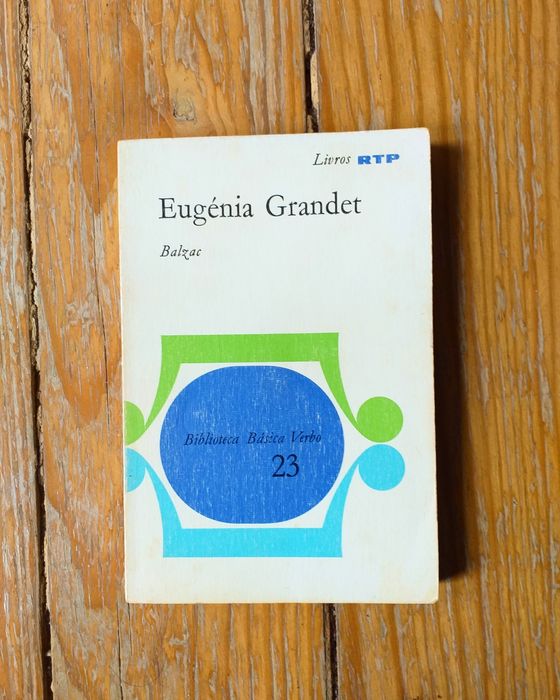 Livros RTP
Eugénia Grandet
Balzac
Biblioteca Básica Verbo
23